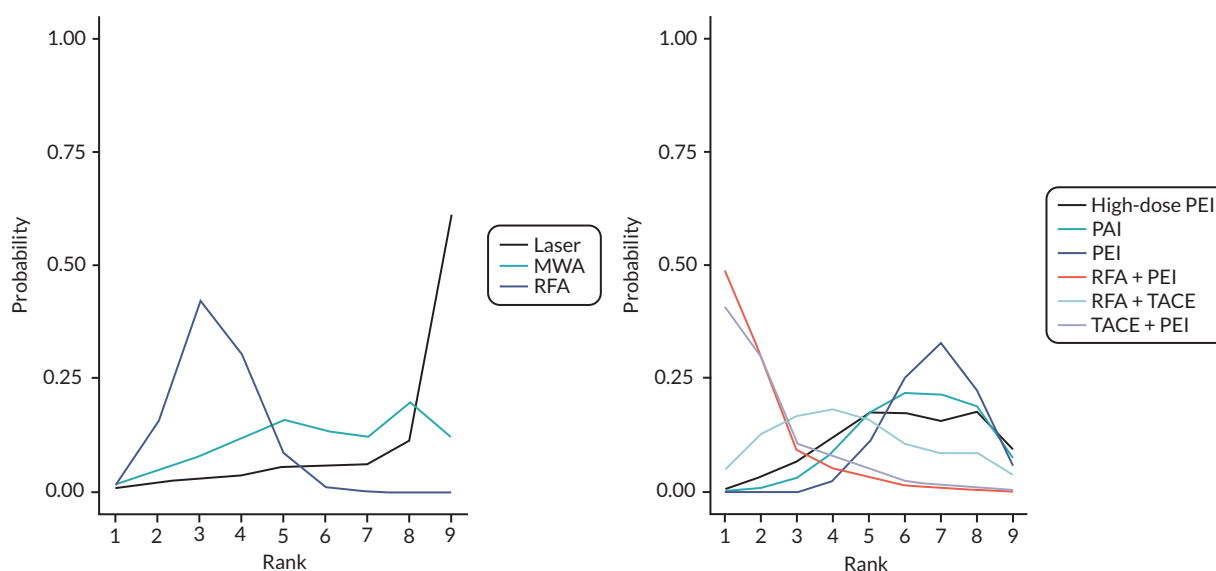 1.00
0.75
0.50
0.25
0.00
Probability
1 2 3 4 5 6 7 8 9
Rank
Laser
MWA
RFA
1.00
0.75
0.50
0.25
0.00
Probability
1 2 3 4 5 6 7 8 9
Rank
High-dose PEI
PAI
PEI
RFA + PEI
RFA + TACE
TACE + PEI